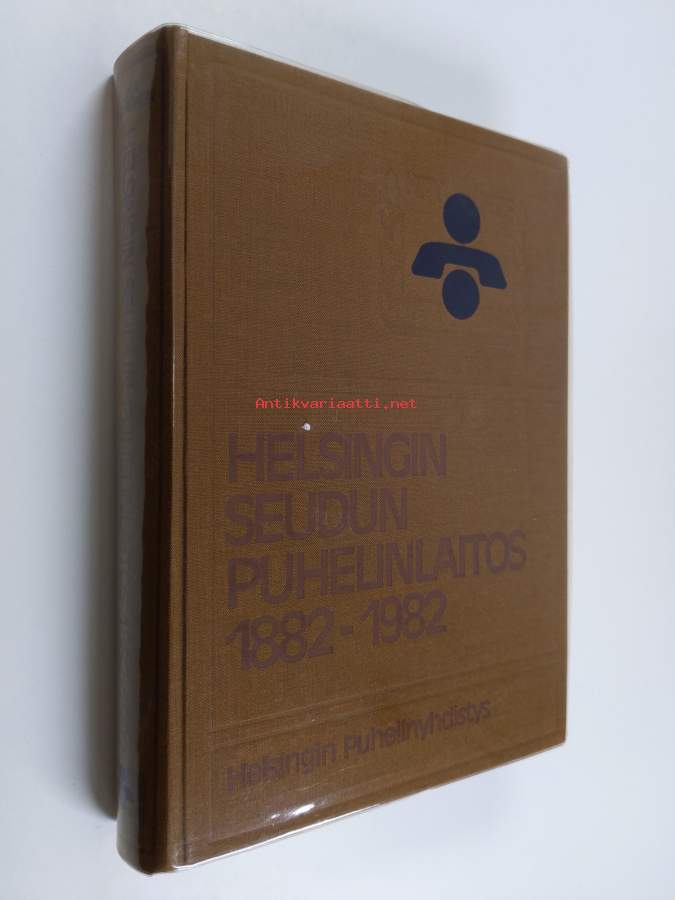 Antikvariaatti.net
HELSINGIN
SEUDUN
PUHELINLAITOS
1882-1982
Helsingin Puhelinyhdistys